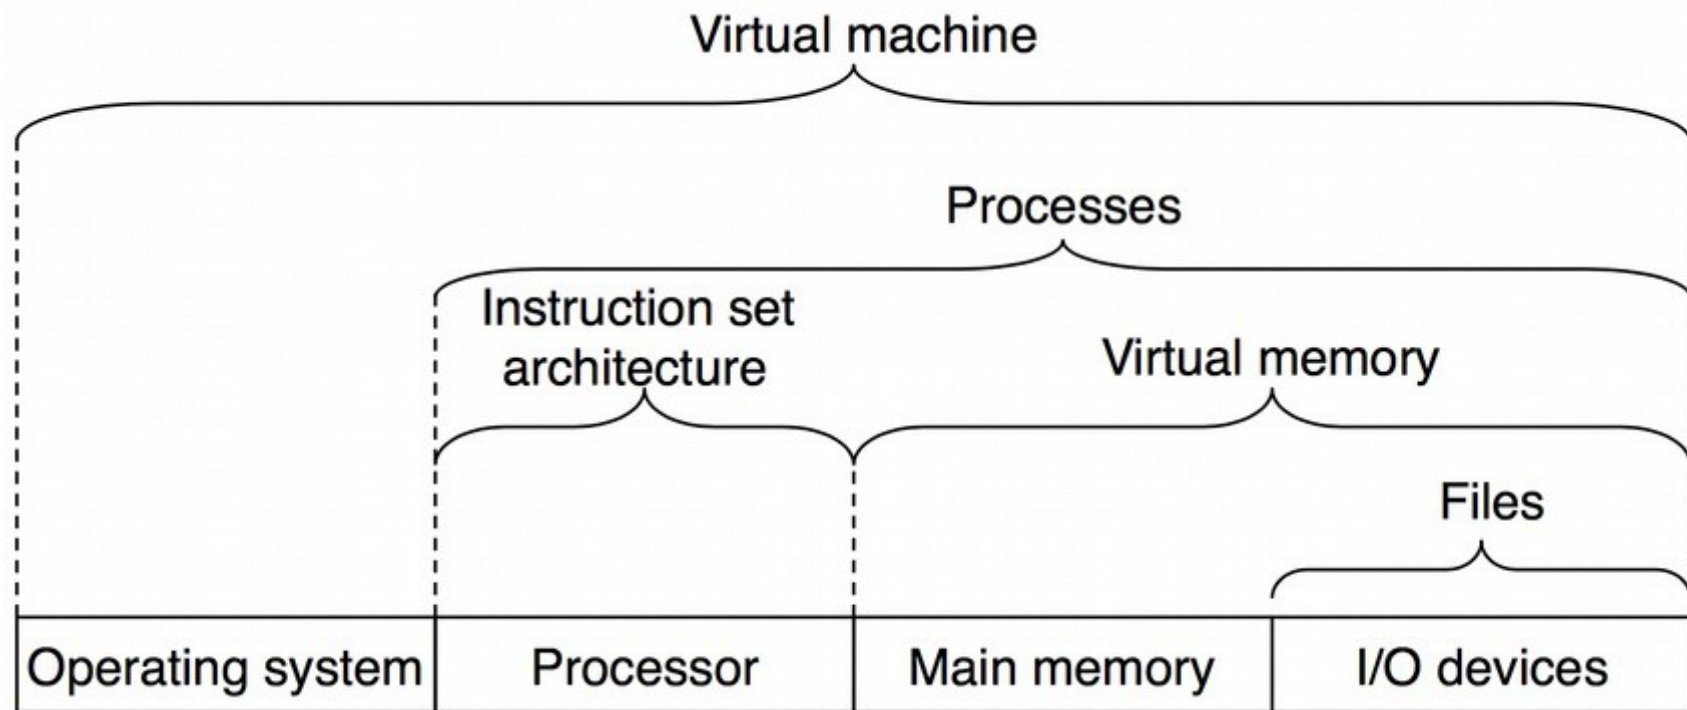 Virtual machine
Processes
Instruction set
architecture
Virtual memory
Files
Operating system
Processor
Main memory
I/O devices